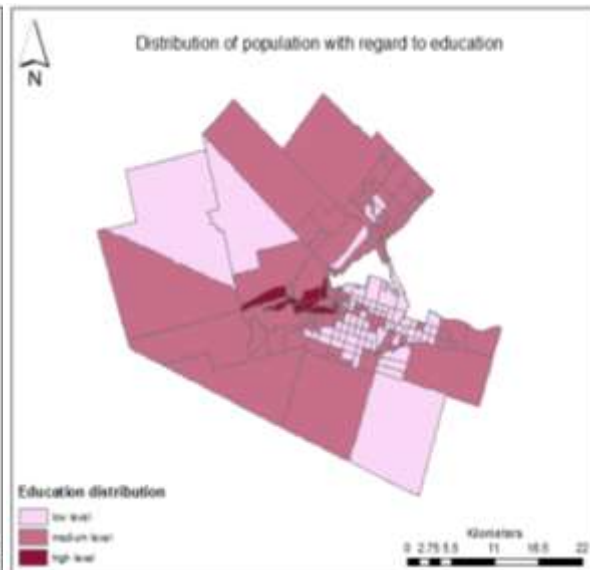 Distribution of population with regard to education
N
Education distribution
low level
medium level
high level
Kilometers
0 2.75 5.5 11 16.5 22